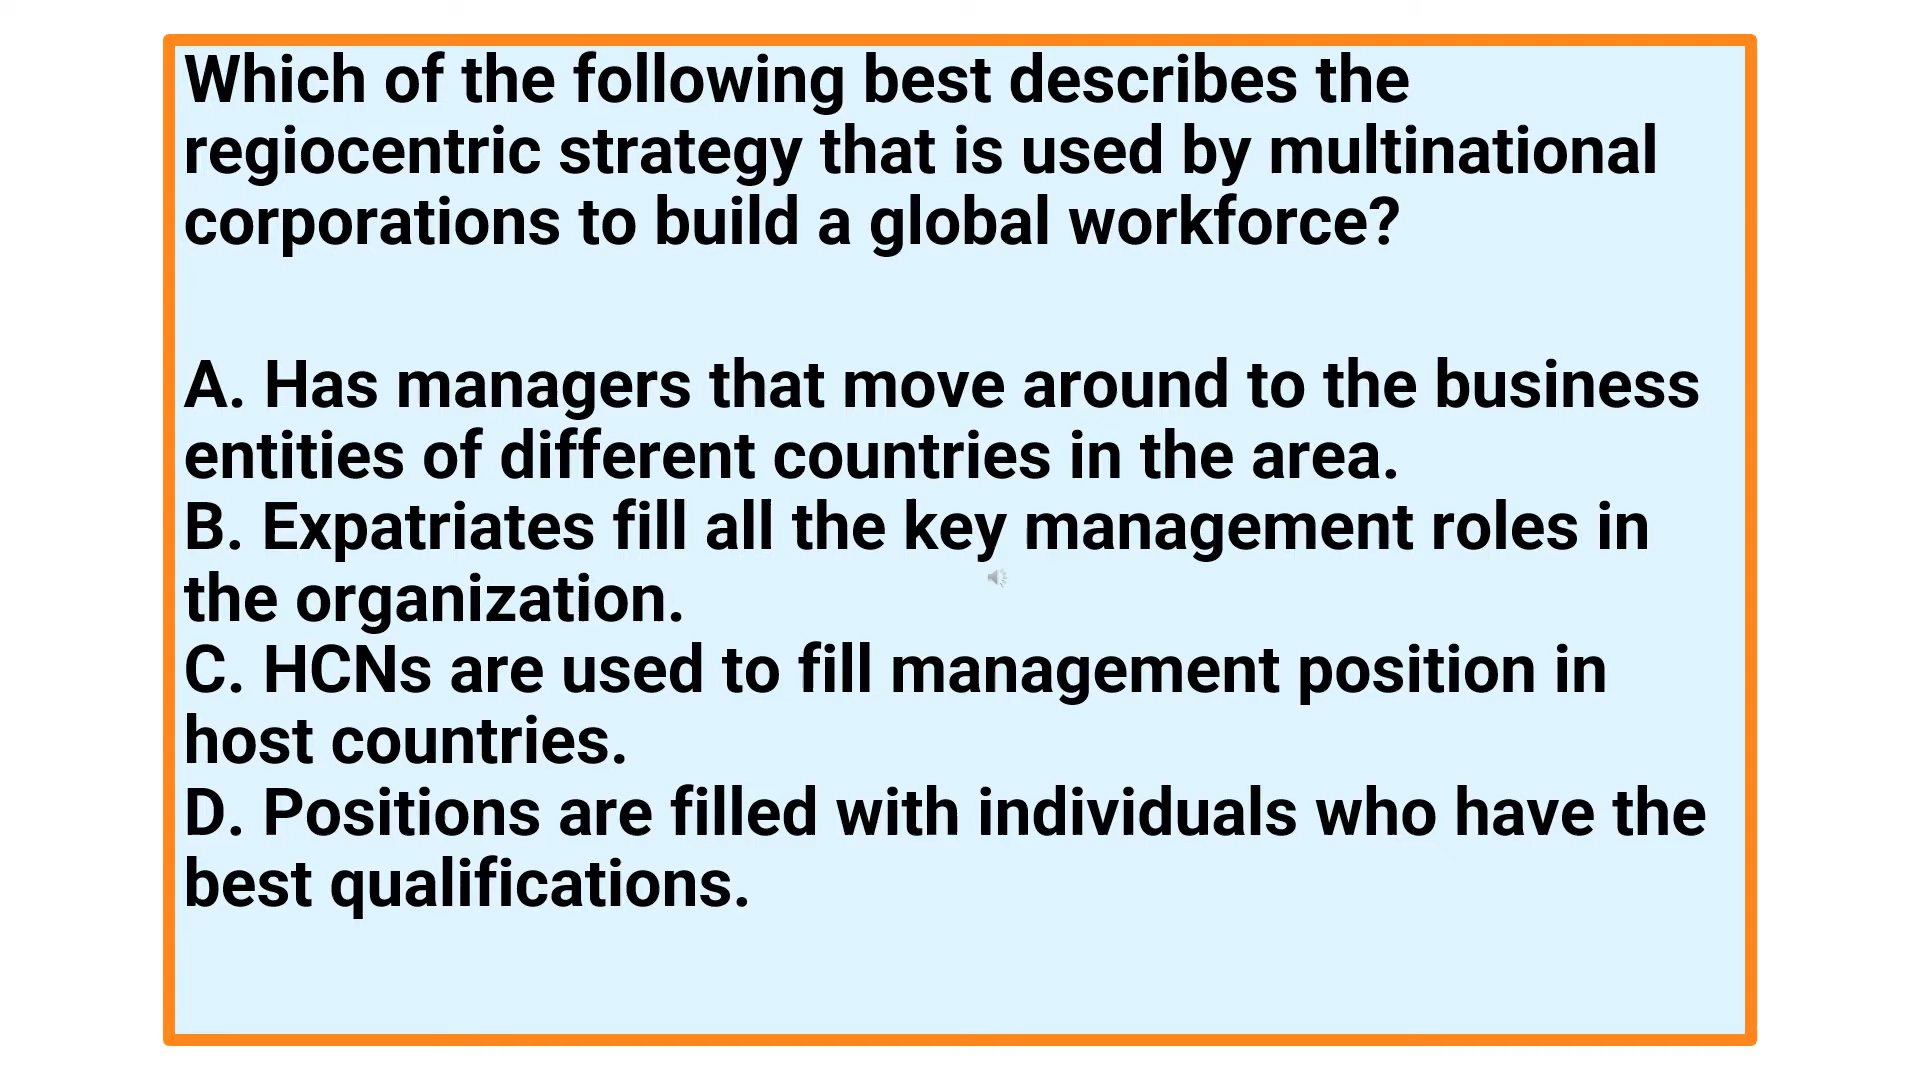 Which of the following best describes the
regiocentric strategy that is used by multinational
corporations to build a global workforce?
A. Has managers that move around to the business
entities of different countries in the area.
B. Expatriates fill all the key management roles in
the organization.
C. HCNs are used to fill management position in
host countries.
D. Positions are filled with individuals who have the
best qualifications.